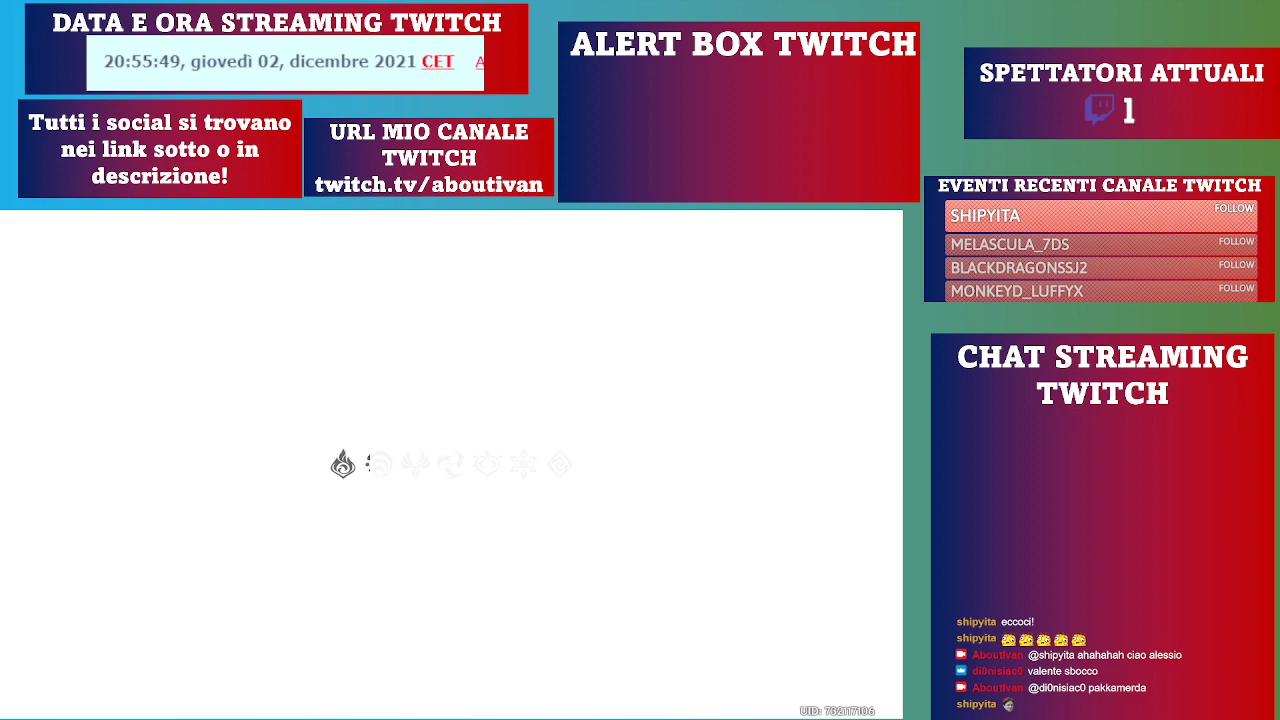 DATA E ORA STREAMING TWITCH
20:55:49, giovedì 02, dicembre 2021 CET A
Tutti i social si trovano
nei link sotto o in
descrizione!
URL MIO CANALE
TWITCH
twitch.tv/aboutivan
ALERT BOX TWITCH
SPETTATORI ATTUALI
1
EVENTI RECENTI CANALE TWITCH
SHIPYITA FOLLOW
MELASCULA_7DS FOLLOW
BLACKDRAGONSSJ2 FOLLOW
MONKEYD_LUFFYX FOLLOW
CHAT STREAMING
TWITCH
shipyita eccoci!
shipyita
AboutIvan @shipyita ahahahah ciao alessio
di0nisiac0 valente sbocco
AboutIvan @di0nisiac0 pakkamerda
shipyita
UID: 732117106